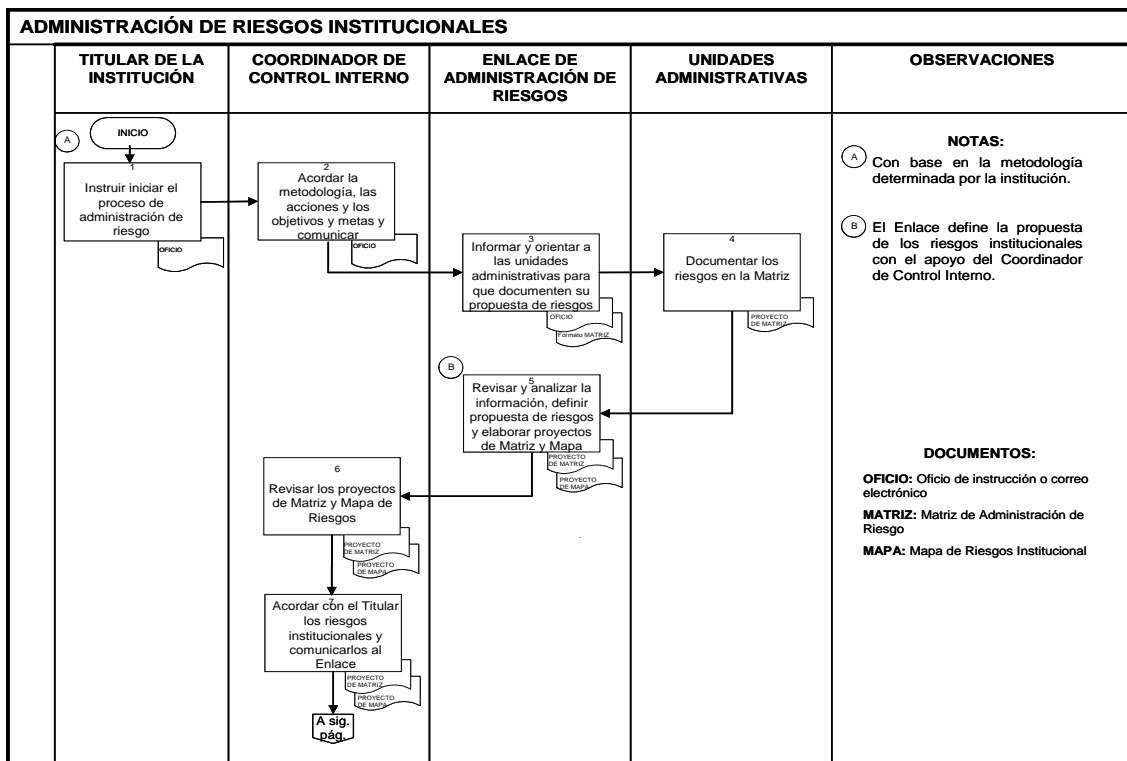 ADMINISTRACIÓN DE RIESGOS INSTITUCIONALES
TITULAR DE LA
INSTITUCIÓN
COORDINADOR DE
CONTROL INTERNO
ENLACE DE
ADMINISTRACIÓN DE
RIESGOS
UNIDADES
ADMINISTRATIVAS
OBSERVACIONES
A
INICIO
1
Instruir iniciar el
proceso de
administración de
riesgo
OFICIO
2
Acordar la
metodología, las
acciones y los
objetivos y metas y
comunicar
OFICIO
3
Informar y orientar a
las unidades
administrativas para
que documenten su
propuesta de riesgos
OFICIO
Formato MATRIZ
4
Documentar los
riesgos en la Matriz
PROYECTO
DE MATRIZ
B
5
Revisar y analizar la
información, definir
propuesta de riesgos
y elaborar proyectos
de Matriz y Mapa
PROYECTO
DE MATRIZ
PROYECTO
DE MAPA
6
Revisar los proyectos
de Matriz y Mapa de
Riesgos
PROYECTO
DE MATRIZ
PROYECTO
DE MAPA
7
Acordar con el Titular
los riesgos
institucionales y
comunicarlos al
Enlace
PROYECTO
DE MATRIZ
PROYECTO
DE MAPA
A sig.
pág.
NOTAS:
A
Con base en la metodología
determinada por la institución.
B
El Enlace define la propuesta
de los riesgos institucionales
con el apoyo del Coordinador
de Control Interno.
DOCUMENTOS:
OFICIO: Oficio de instrucción o correo
electrónico
MATRIZ: Matriz de Administración de
Riesgo
MAPA: Mapa de Riesgos Institucional